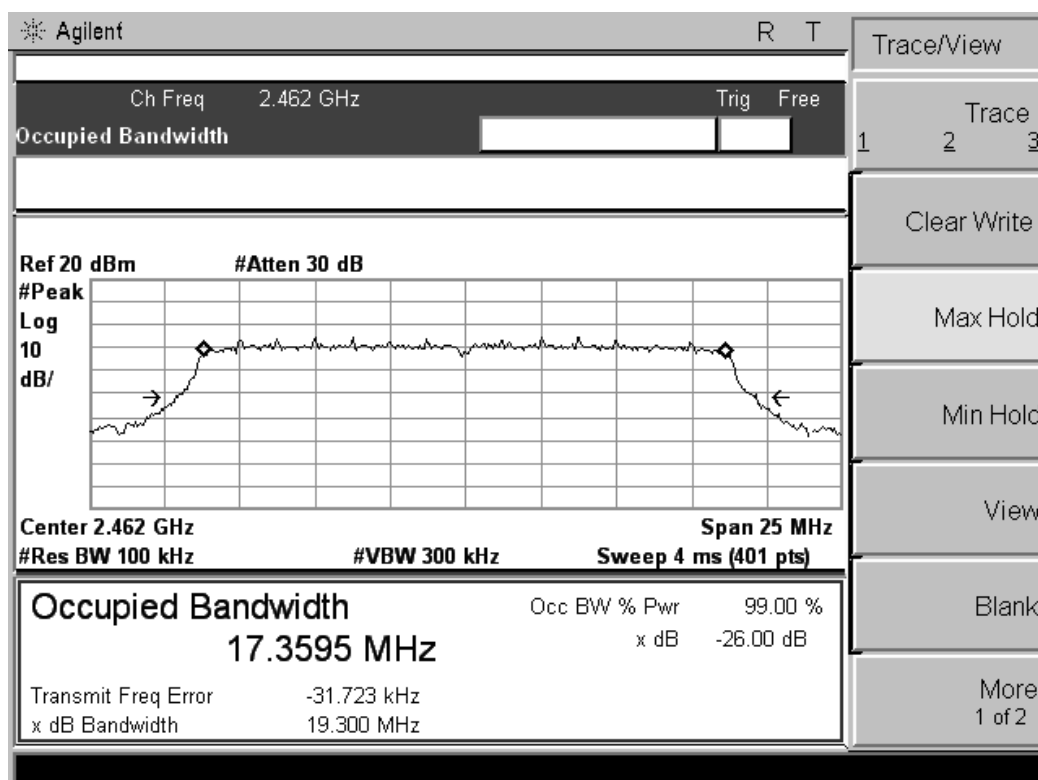 Agilent R T
Trace/View
Ch Freq 2.462 GHz Trig Free
Occupied Bandwidth
Trace
1 2 3
Clear Write
Max Hold
Min Hold
View
Blank
More
1 of 2
Ref 20 dBm #Atten 30 dB
#Peak
Log
10
dB/
Center 2.462 GHz Span 25 MHz
#Res BW 100 kHz #VBW 300 kHz Sweep 4 ms (401 pts)
Occupied Bandwidth
17.3595 MHz
Occ BW % Pwr 99.00 %
x dB -26.00 dB
Transmit Freq Error -31.723 kHz
x dB Bandwidth 19.300 MHz